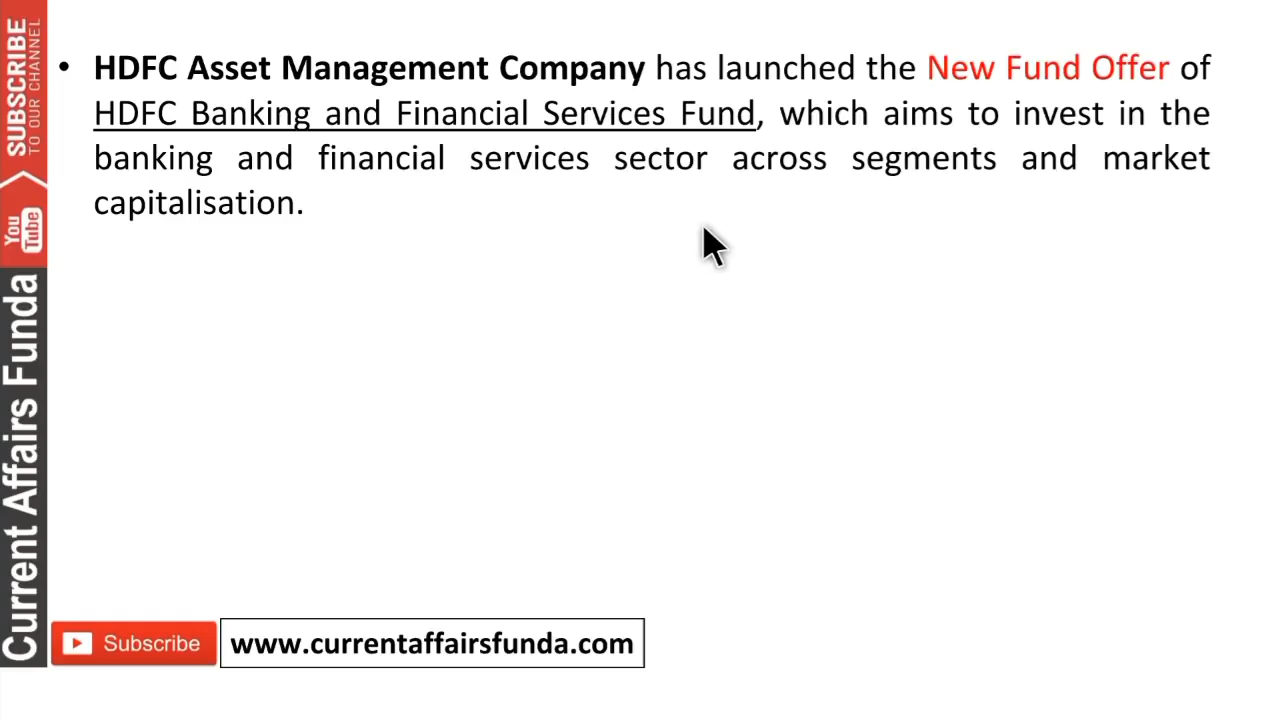 SUBSCRIBE
TO OUR CHANNEL
You
Tube
Current Affairs Funda
• HDFC Asset Management Company has launched the New Fund Offer of
HDFC Banking and Financial Services Fund, which aims to invest in the
banking and financial services sector across segments and market
capitalisation.
Subscribe
www.currentaffairsfunda.com